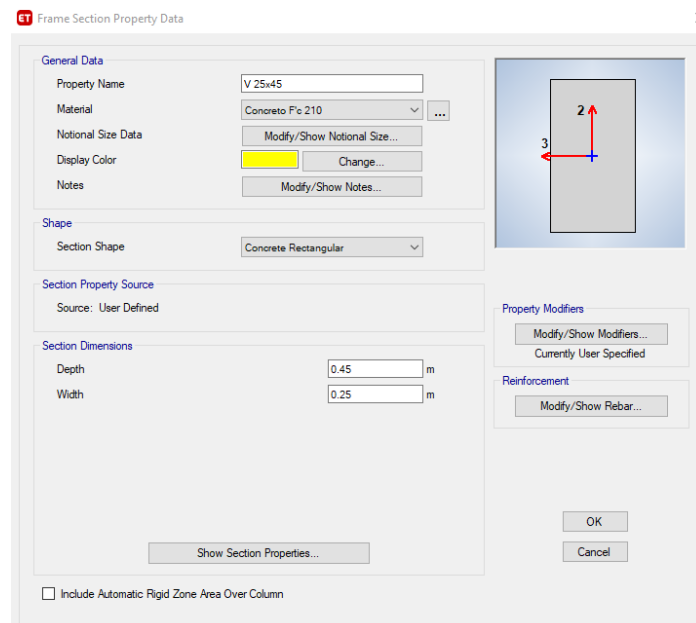 ET Frame Section Property Data
General Data
Property Name V 25x45
Material Concreto F'c 210 ...
Notional Size Data Modify/Show Notional Size...
Display Color Change...
Notes Modify/Show Notes...
Shape
Section Shape Concrete Rectangular
Section Property Source
Source: User Defined
Section Dimensions
Depth 0.45 m
Width 0.25 m
Show Section Properties...
Include Automatic Rigid Zone Area Over Column
2
3
Property Modifiers
Modify/Show Modifiers...
Currently User Specified
Reinforcement
Modify/Show Rebar...
OK
Cancel